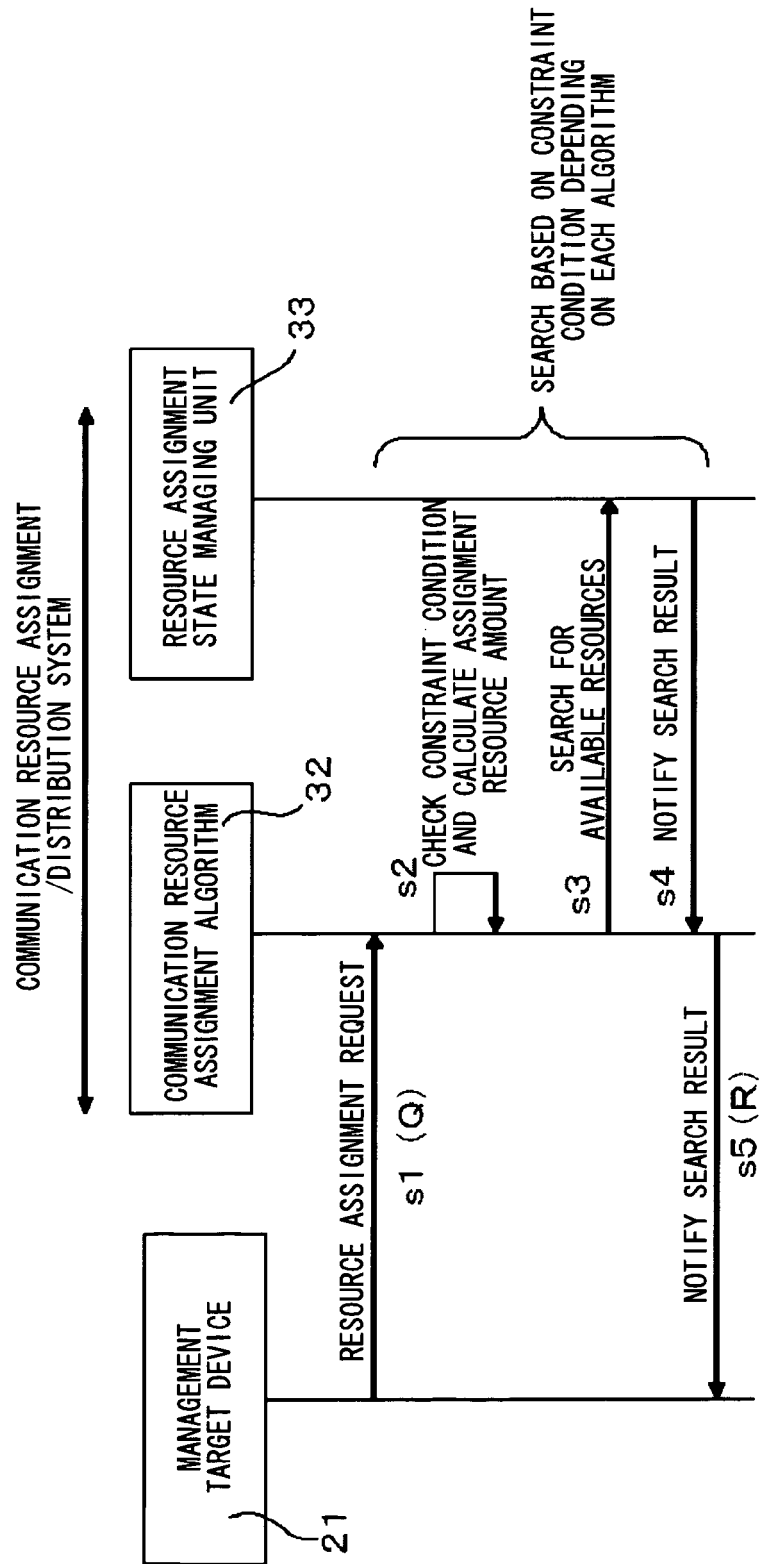 COMMUNICATION RESOURCE ASSIGNMENT
/DISTRIBUTION SYSTEM
MANAGEMENT
TARGET DEVICE
21
COMMUNICATION RESOURCE
ASSIGNMENT ALGORITHM
32
RESOURCE ASSIGNMENT
STATE MANAGING UNIT
33
RESOURCE ASSIGNMENT REQUEST
s1 (Q)
s2
CHECK CONSTRAINT CONDITION
AND CALCULATE ASSIGNMENT
RESOURCE AMOUNT
SEARCH FOR
AVAILABLE RESOURCES
s3
s4 NOTIFY SEARCH RESULT
NOTIFY SEARCH RESULT
s5 (R)
SEARCH BASED ON CONSTRAINT
CONDITION DEPENDING
ON EACH ALGORITHM